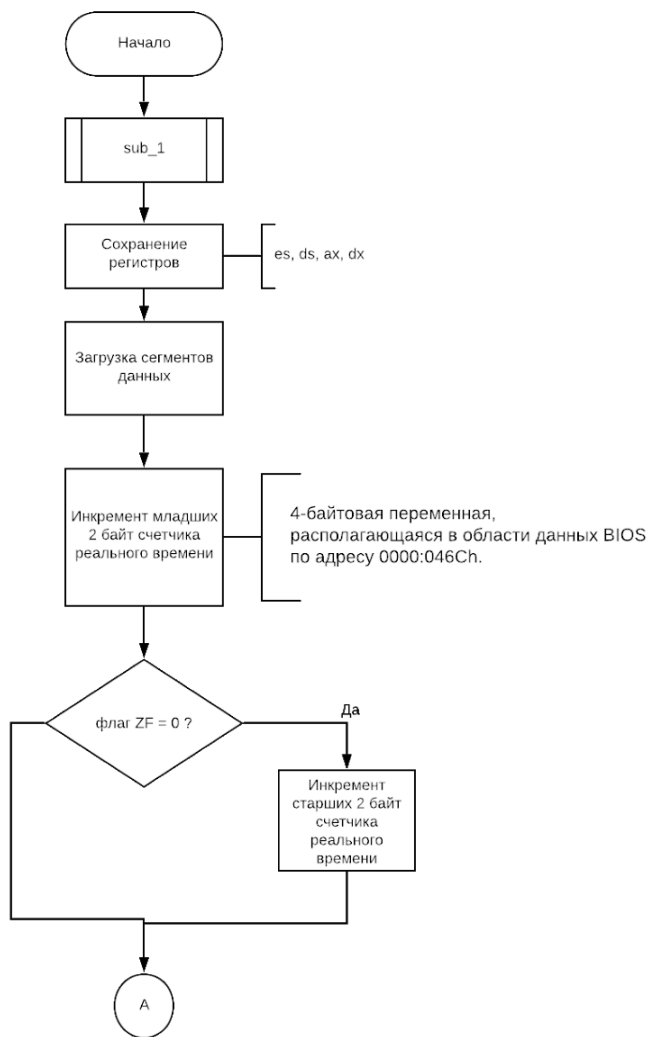 Начало
sub_1
Сохранение
регистров
es, ds, ax, dx
Загрузка сегментов
данных
Инкремент младших
2 байт счетчика
реального времени
4-байтовая переменная,
располагающаяся в области данных BIOS
по адресу 0000:046Ch.
флаг ZF = 0 ?
Да
Инкремент
старших 2 байт
счетчика
реального
времени
А